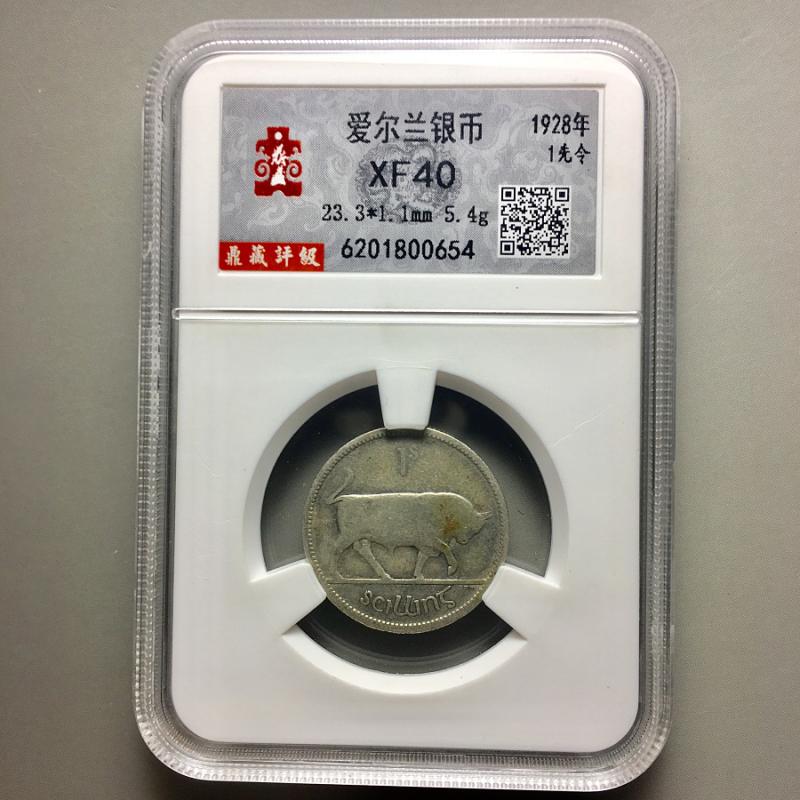 爱尔兰银币
1928年
XF40
1先令
23.3*1.1mm 5.4g
鼎藏評級
6201800654
1s
scilling